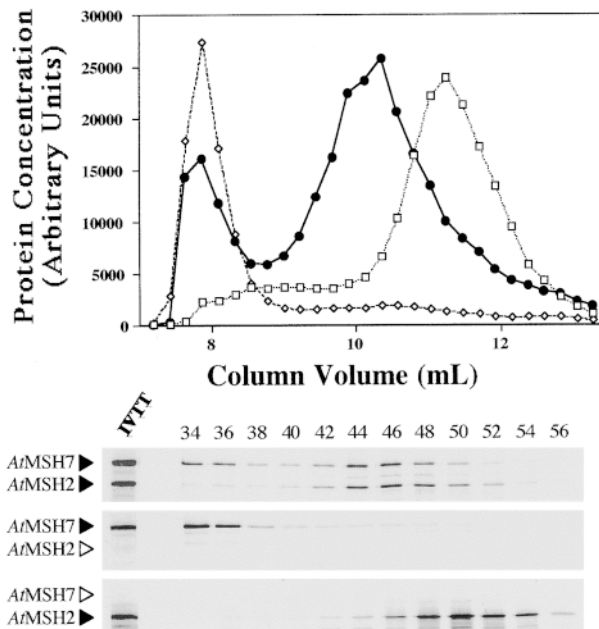 Protein Concentration
(Arbitrary Units)
30000
25000
20000
15000
10000
5000
0
8
10
12
Column Volume (mL)
IVTT
34 36 38 40 42 44 46 48 50 52 54 56
AtMSH7
AtMSH2
AtMSH7
AtMSH2
AtMSH7
AtMSH2